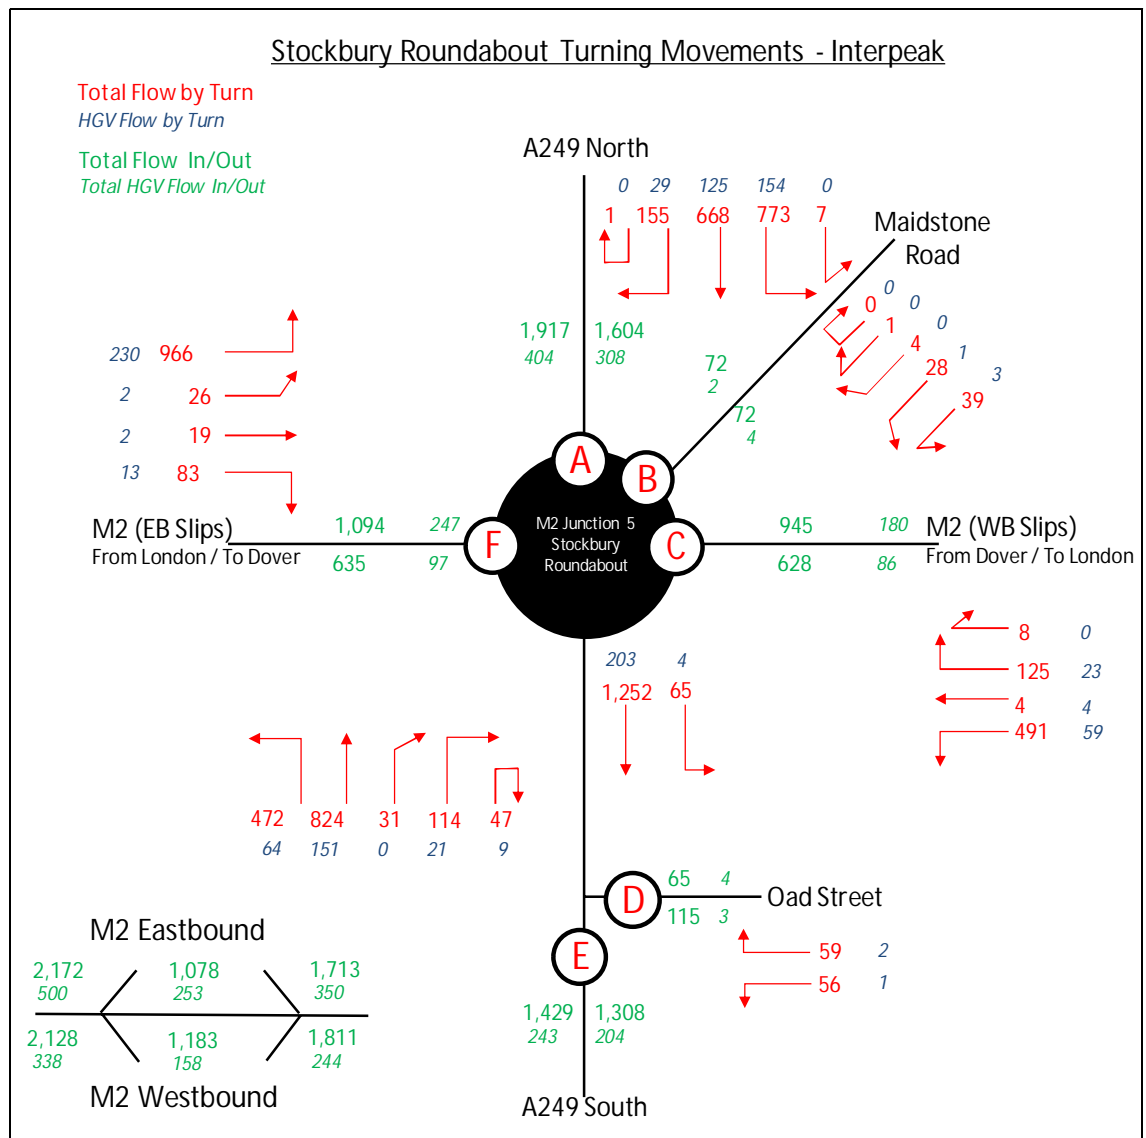 Stockbury Roundabout Turning Movements - Interpeak
Total Flow by Turn
HGV Flow by Turn
Total Flow In/Out
Total HGV Flow In/Out
A249 North
0 29 125 154 0
1 155 668 773 7
Maidstone
Road
0 0
1 0
4 0
28 1
39 3
1,917 1,604
404 308
72
2
72
4
230 966
2 26
2 19
13 83
A
B
M2 (EB Slips)
From London / To Dover
1,094 247
635 97
F
M2 Junction 5
Stockbury
Roundabout
C
945 180
628 86
M2 (WB Slips)
From Dover / To London
8 0
125 23
4 4
491 59
203 4
1,252 65
472 824 31 114 47
64 151 0 21 9
D
65 4
115 3
Oad Street
59 2
56 1
E
1,429 1,308
243 204
A249 South
M2 Eastbound
2,172 1,078 1,713
500 253 350
2,128 1,183 1,811
338 158 244
M2 Westbound